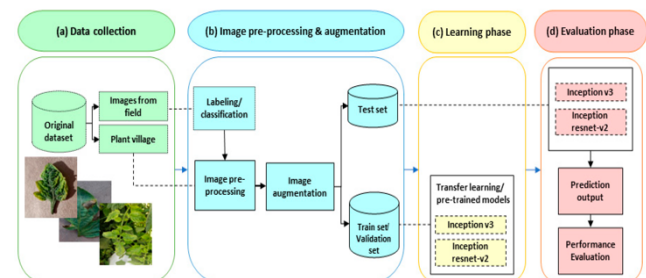 (a) Data collection
(b) Image pre-processing & augmentation
(c) Learning phase
(d) Evaluation phase
Original
dataset
Images from
field
Plant village
Labeling/
classification
Image pre-
processing
Image
augmentation
Test set
Train set/
Validation
set
Transfer learning/
pre-trained models
Inception v3
Inception
resnet-v2
Inception v3
Inception
resnet-v2
Prediction
output
Performance
Evaluation